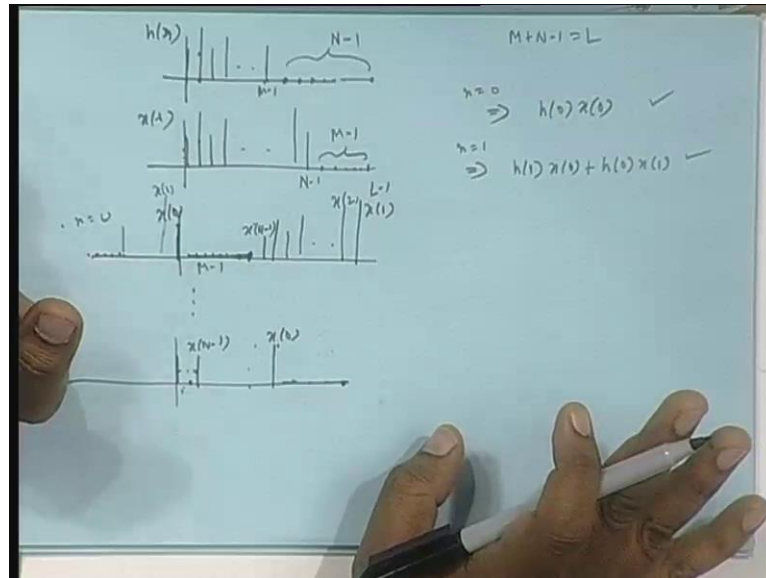 h(n)
N-1
M-1
M+N-1=L
n=0
⇒ h(0) x(0) ✓
x(n)
M-1
N-1
n=1
⇒ h(1) x(0) + h(0) x(1) ✓
n=0
x(1)
x(0)
M-1
x(N-1)
x(2)
L-1
x(1)
x(N-1)
x(0)